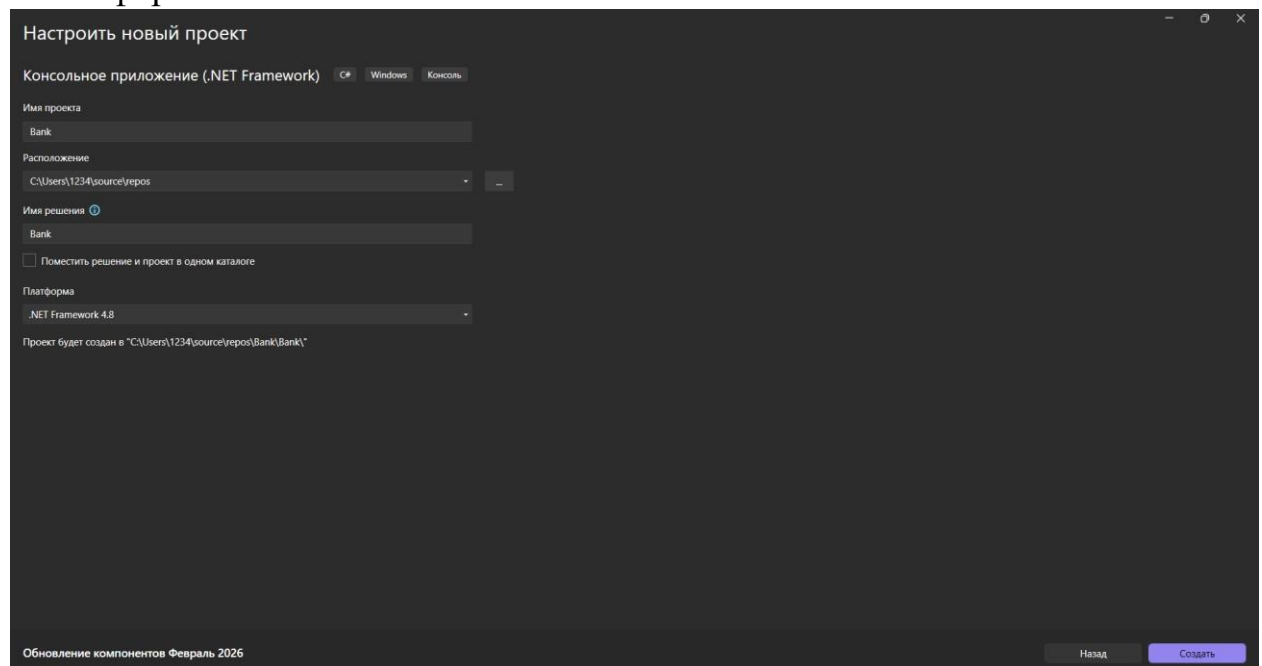 Настроить новый проект
Консольное приложение (.NET Framework) C# Windows Консоль
Имя проекта
Bank
Расположение
C:\Users\1234\source\repos
...
Имя решения
Bank
Поместить решение и проект в одном каталоге
Платформа
.NET Framework 4.8
Проект будет создан в "C:\Users\1234\source\repos\Bank\Bank\"
Обновление компонентов Февраль 2026
Назад Создать